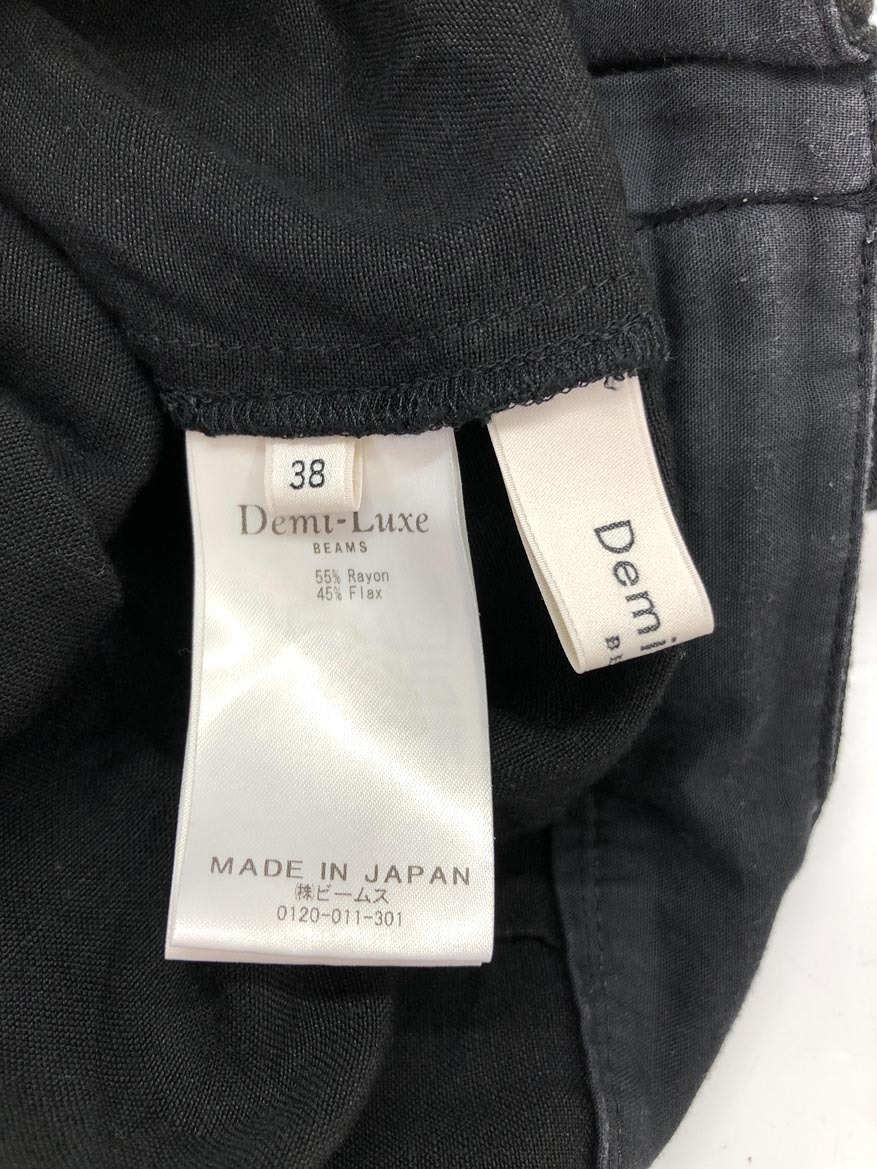 38
Demi-Luxe
BEAMS
55% Rayon
45% Flax
MADE IN JAPAN
㈱ビームス
0120-011-301
Demi